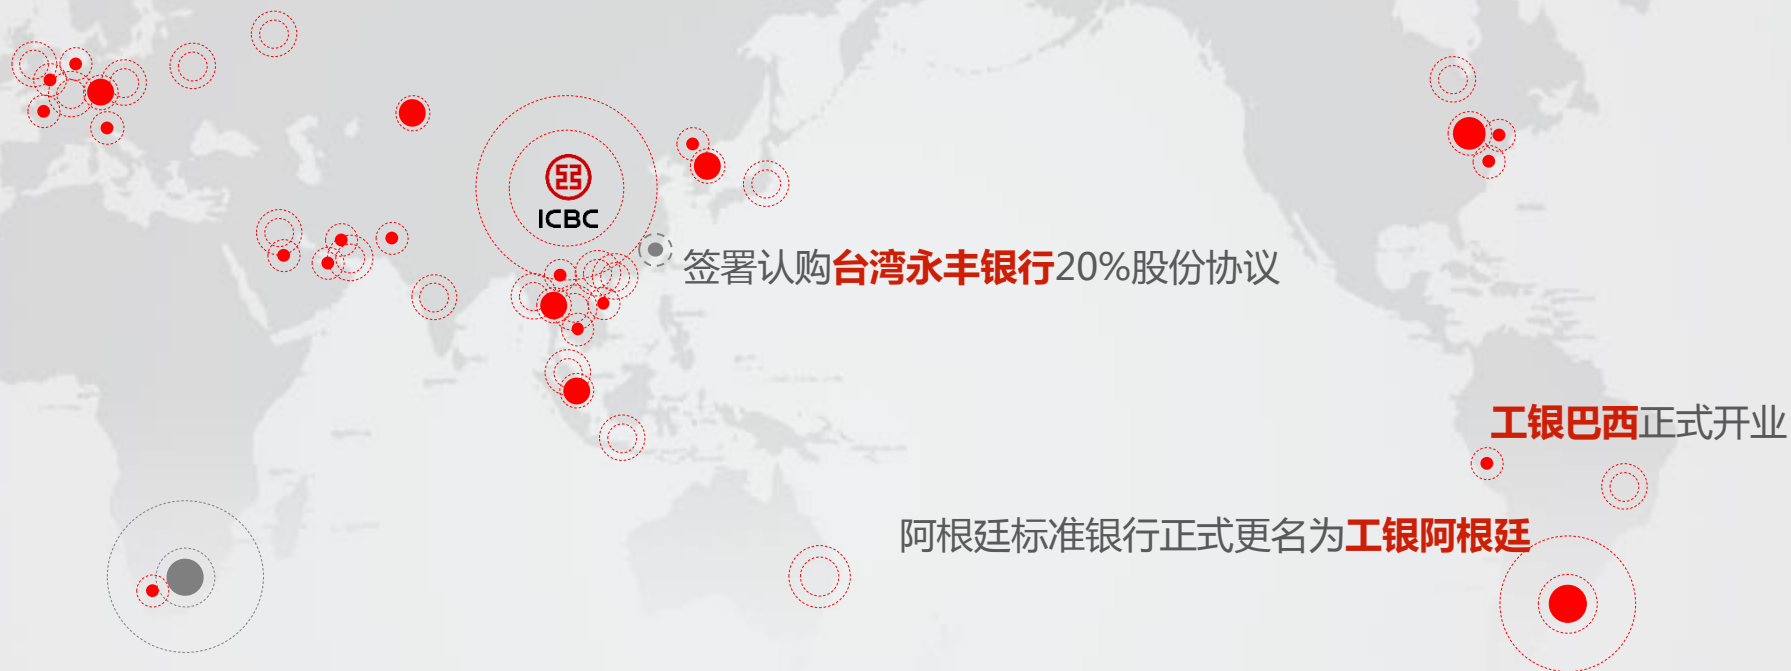 ICBC
签署认购台湾永丰银行20%股份协议
工银巴西正式开业
阿根廷标准银行正式更名为工银阿根廷